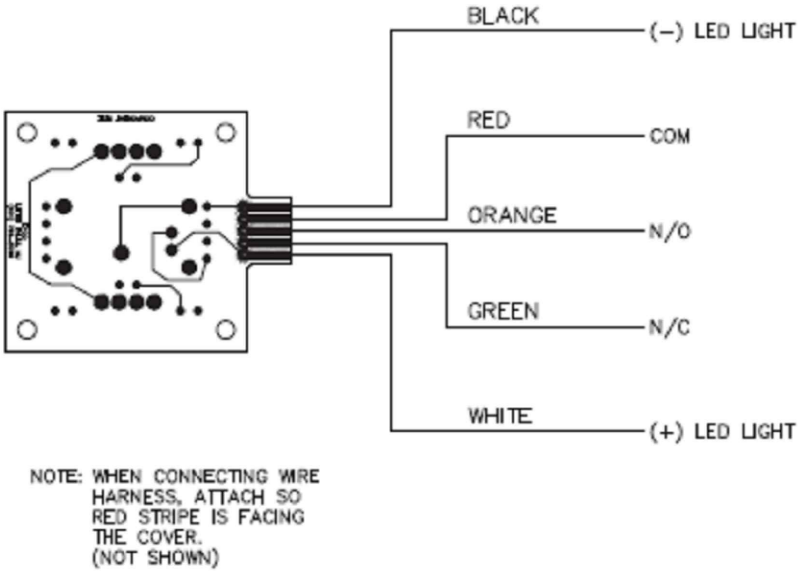 BLACK
(-) LED LIGHT
RED
COM
ORANGE
N/O
GREEN
N/C
WHITE
(+) LED LIGHT
NOTE: WHEN CONNECTING WIRE
HARNESS, ATTACH SO
RED STRIPE IS FACING
THE COVER.
(NOT SHOWN)